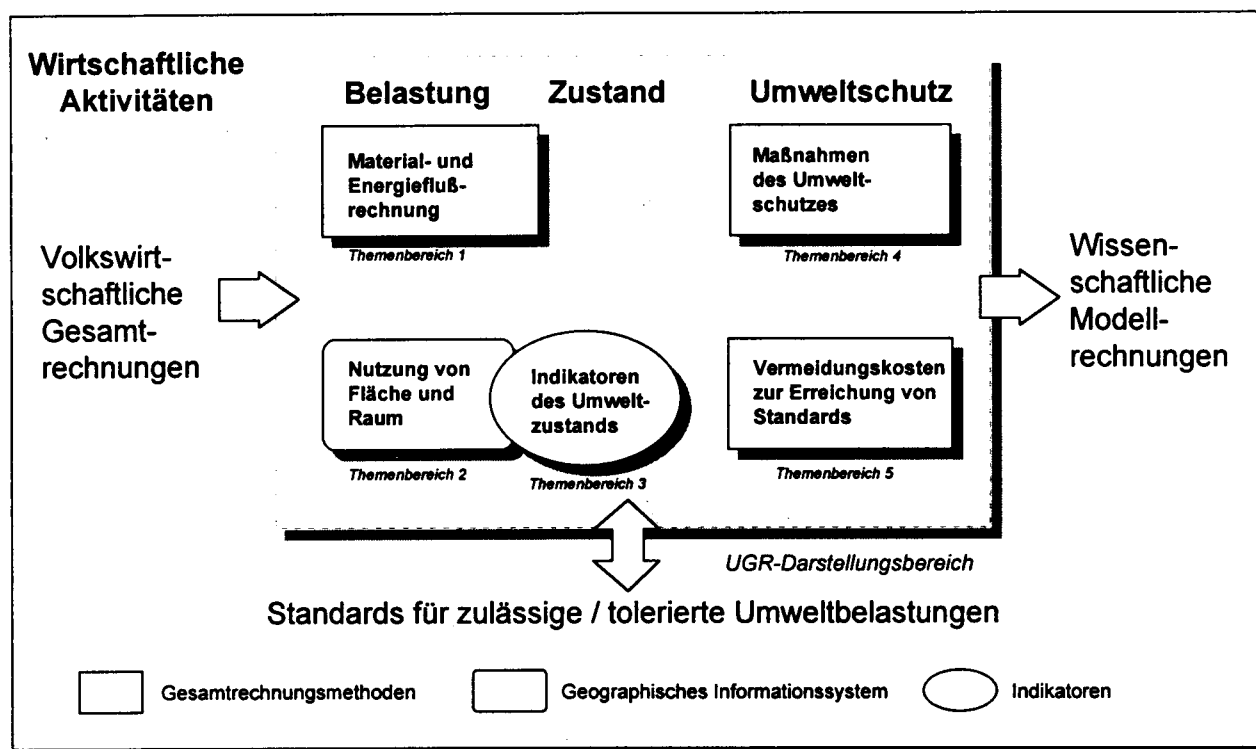 Wirtschaftliche
Aktivitäten
Belastung
Zustand
Umweltschutz
Material- und
Energieflußrechnung
Themenbereich 1
Maßnahmen
des Umwelt-
schutzes
Themenbereich 4
Volkswirt-
schaftliche
Gesamt-
rechnungen
Wissen-
schaftliche
Modell-
rechnungen
Nutzung von
Fläche und
Raum
Themenbereich 2
Indikatoren
des Umwelt-
zustands
Themenbereich 3
Vermeidungskosten
zur Erreichung von
Standards
Themenbereich 5
UGR-Darstellungsbereich
Standards für zulässige / tolerierte Umweltbelastungen
Gesamtrechnungsmethoden
Geographisches Informationssystem
Indikatoren